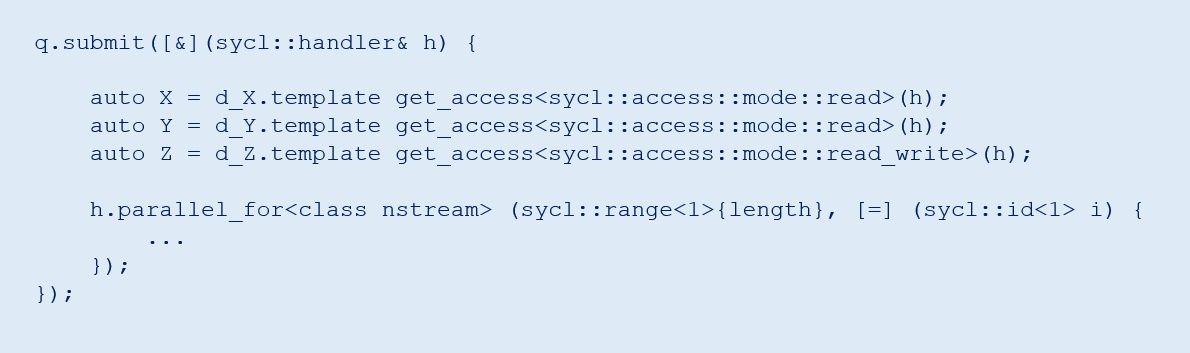 q.submit([&](sycl::handler& h) {
auto X = d_X.template get_access<sycl::access::mode::read>(h);
auto Y = d_Y.template get_access<sycl::access::mode::read>(h);
auto Z = d_Z.template get_access<sycl::access::mode::read_write>(h);
h.parallel_for<class nstream> (sycl::range<1>{length}, [=] (sycl::id<1> i) {
...
});
});